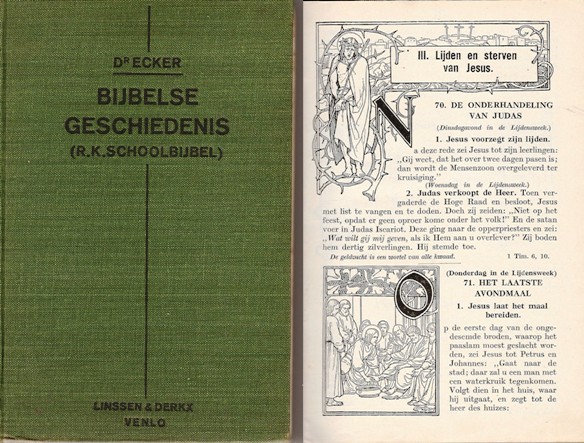 Dr ECKER
BIJBELSE
GESCHIEDENIS
(R.K. SCHOOLBIJBEL)
LINSSEN & DERKX
VENLO
III. Lijden en sterven
van Jesus.
70. DE ONDERHANDELING
VAN JUDAS
(Dinsdagavond in de Lijdensweek.)
1. Jesus voorzegt zijn lijden.
Na deze rede zei Jesus tot zijn leerlingen:
„Gij weet, dat het over twee dagen pasen is;
dan wordt de Mensenzoon overgeleverd ter
kruisiging."
(Woensdag in de Lijdensweek.)
2. Judas verkoopt de Heer. Toen ver-
gaderde de Hoge Raad en besloot, Jesus
met list te vangen en te doden. Doch zij zeiden: „Niet op het
feest, opdat er geen oproer kome onder het volk!" En de satan
voer in Judas Iscariot. Deze ging naar de opperpriesters en zei:
„Wat wilt gij mij geven, als ik Hem aan u overlever?" Zij boden
hem dertig zilverlingen. Hij stemde toe.
De geldzucht is een wortel van alle kwaad. 1 Tim. 6, 10.
(Donderdag in de Lijdensweek)
71. HET LAATSTE
AVONDMAAL
1. Jesus laat het maal
bereiden.
Op de eerste dag van de onge-
desemde broden, waarop het
paaslam moest geslacht wor-
den, zei Jesus tot Petrus en
Johannes: „Gaat naar de
stad; daar zal u een man met
een waterkruik tegenkomen.
Volgt dien in het huis, waar
hij uitgaat, en zegt tot de
heer des huizes: